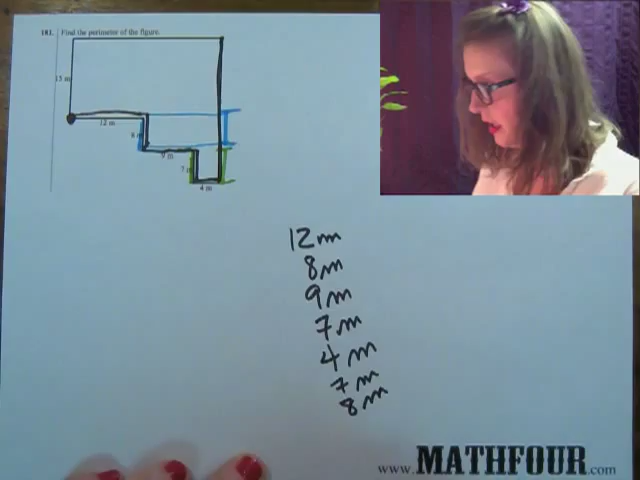 181. Find the perimeter of the figure.
15 m
12 m
8
9 m
7
4 m
12m
8m
9m
7m
4m
7m
8m
www.MATHFOUR.com